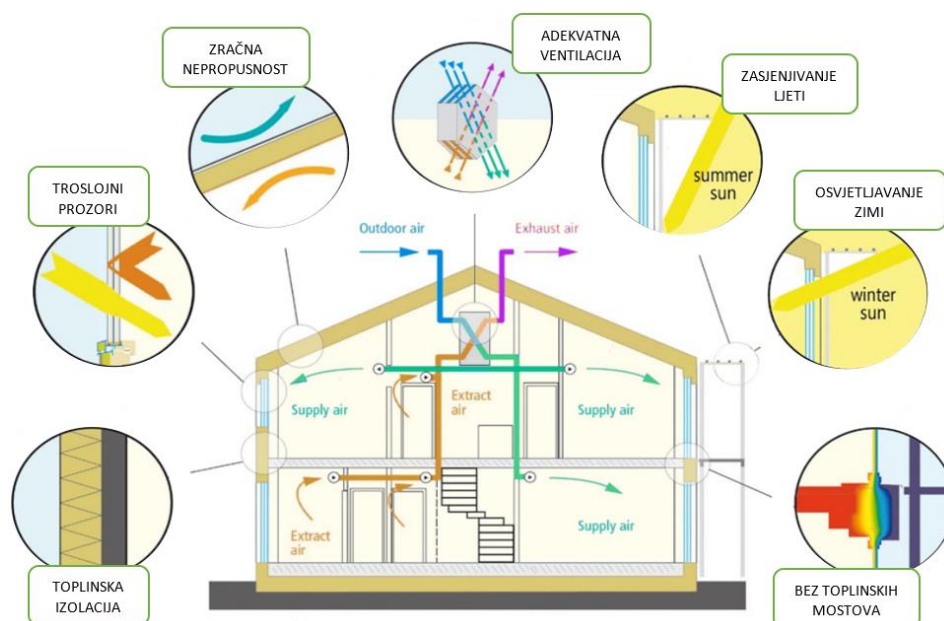 ZRAČNA
NEPROPUSNOST
ADEKVATNA
VENTILACIJA
ZASJENJIVANJE
LJETI
summer
sun
TROSLOJNI
PROZORI
OSVJETLJAVANJE
ZIMI
winter
sun
Outdoor air
Exhaust air
Supply air
Extract
air
Supply air
Extract
air
Supply air
TOPLINSKA
IZOLACIJA
BEZ TOPLINSKIH
MOSTOVA